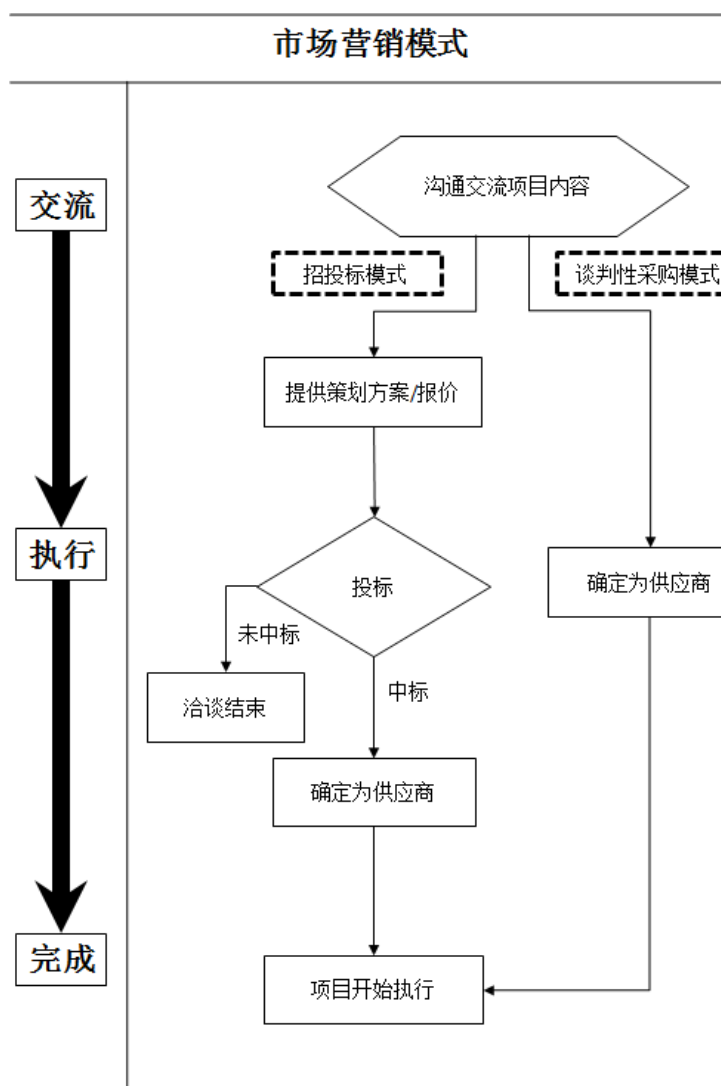 市场营销模式
交流
沟通交流项目内容
招投标模式
谈判性采购模式
提供策划方案/报价
执行
投标
确定为供应商
未中标
中标
洽谈结束
确定为供应商
完成
项目开始执行